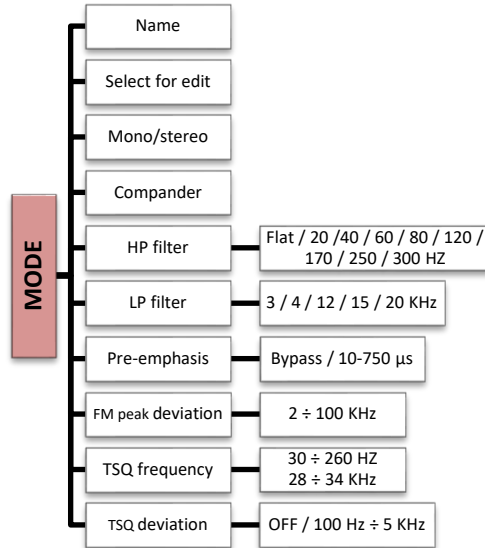 MODE
Name
Select for edit
Mono/stereo
Compander
HP filter
Flat / 20 /40 / 60 / 80 / 120 /
170 / 250 / 300 HZ
LP filter
3 / 4 / 12 / 15 / 20 KHz
Pre-emphasis
Bypass / 10-750 µs
FM peak deviation
2 ÷ 100 KHz
TSQ frequency
30 ÷ 260 HZ
28 ÷ 34 KHz
TSQ deviation
OFF / 100 Hz ÷ 5 KHz